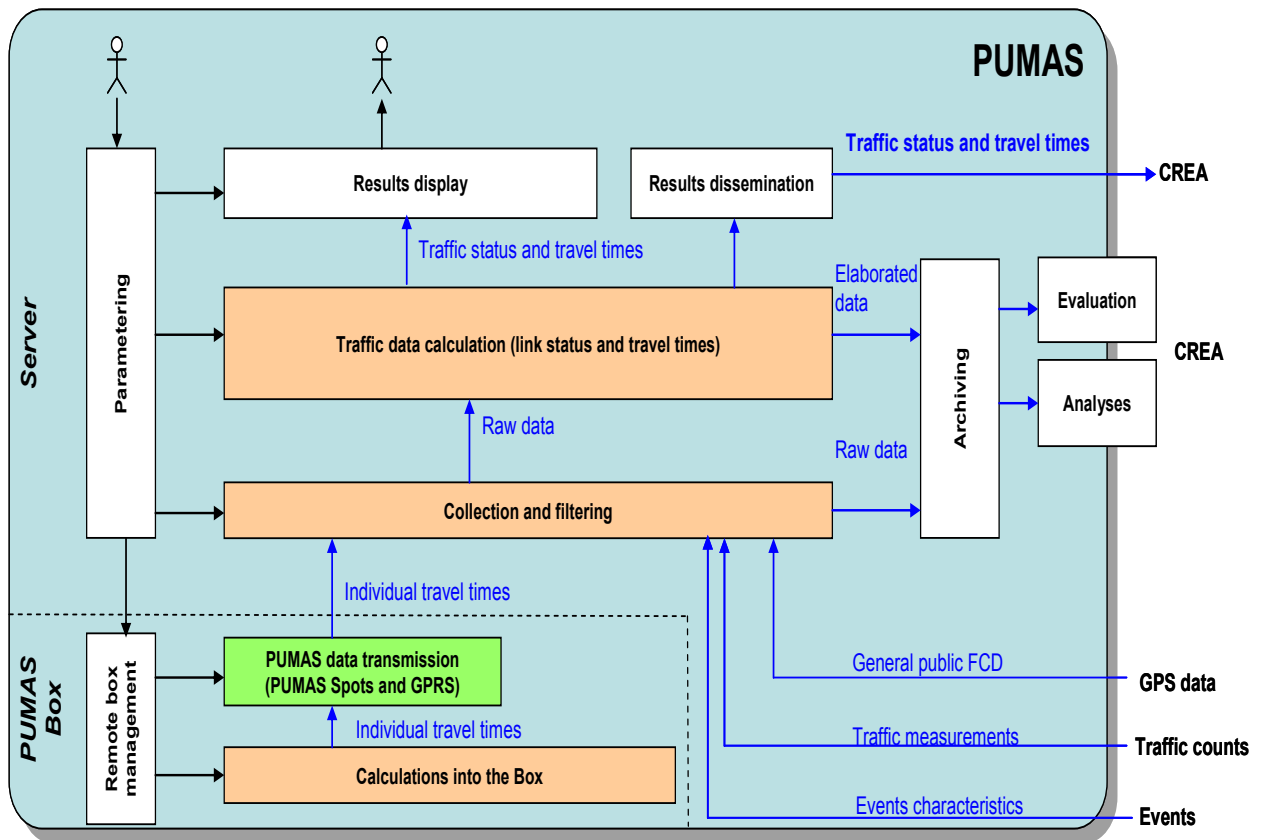 PUMAS
Traffic status and travel times
CREA
Results display
Results dissemination
Traffic status and travel times
Elaborated
data
Server
Parametering
Traffic data calculation (link status and travel times)
Archiving
Evaluation
CREA
Analyses
Raw data
Raw data
Collection and filtering
Individual travel times
PUMAS
Box
Remote box
management
PUMAS data transmission
(PUMAS Spots and GPRS)
General public FCD
GPS data
Individual travel times
Traffic measurements
Traffic counts
Calculations into the Box
Events characteristics
Events